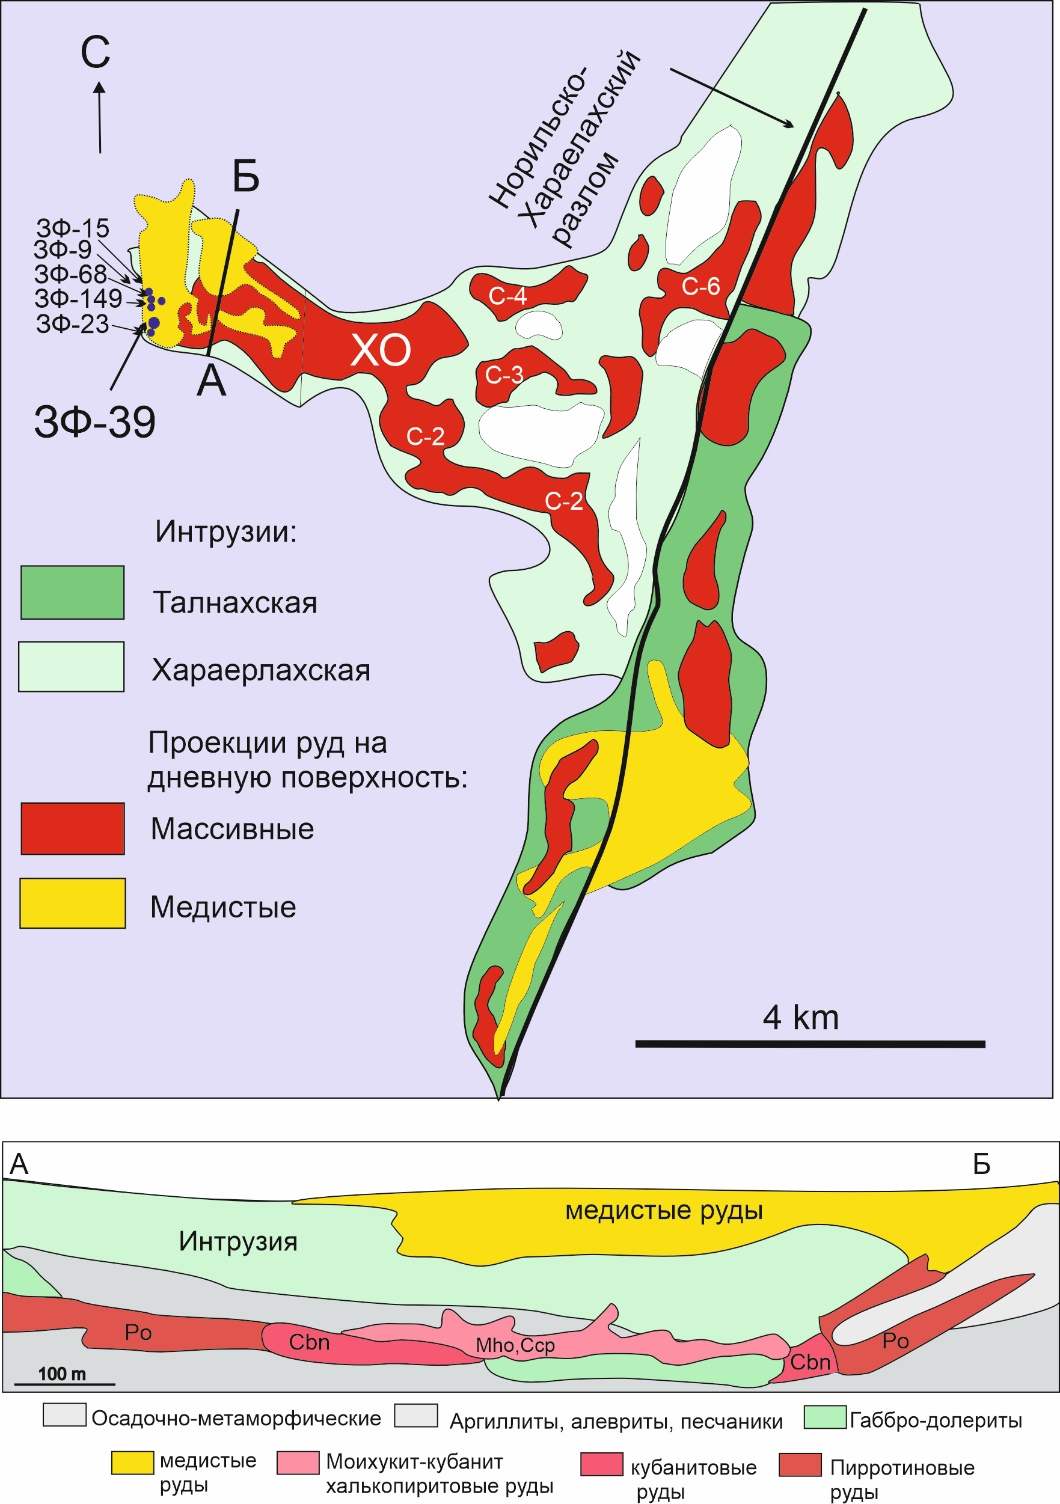 С
Норильско-
Хараелахский
разлом
Б
ЗФ-15
ЗФ-9
ЗФ-68
ЗФ-149
ЗФ-23
А
ЗФ-39
С-4
С-6
ХО
С-3
С-2
С-2
Интрузии:
Талнахская
Хараерлахская
Проекции руд на
дневную поверхность:
Массивные
Медистые
4 km
А
Б
медистые руды
Интрузия
Po
Cbn
Mho,Ccp
Cbn
Po
100 m
Осадочно-метаморфические
Аргиллиты, алевриты, песчаники
Габбро-долериты
медистые
руды
Моихукит-кубанит
халькопиритовые руды
кубанитовые
руды
Пирротиновые
руды